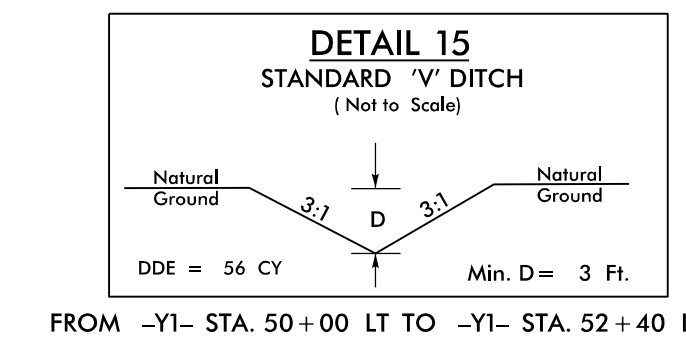 DETAIL 15
STANDARD 'V' DITCH
( Not to Scale)
Natural
Ground
3:1
D
3:1
Natural
Ground
DDE = 56 CY
Min. D = 3 Ft.
FROM -Y1- STA. 50+00 LT TO -Y1- STA. 52+40